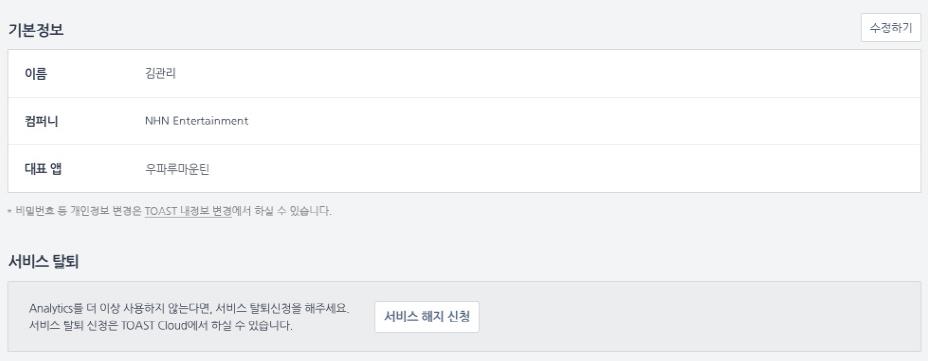 기본정보
수정하기
이름 김관리
컴퍼니 NHN Entertainment
대표 앱 우파루마운틴
* 비밀번호 등 개인정보 변경은 TOAST 내정보 변경에서 하실 수 있습니다.
서비스 탈퇴
Analytics를 더 이상 사용하지 않는다면, 서비스 탈퇴신청을 해주세요.
서비스 탈퇴 신청은 TOAST Cloud에서 하실 수 있습니다.
서비스 해지 신청